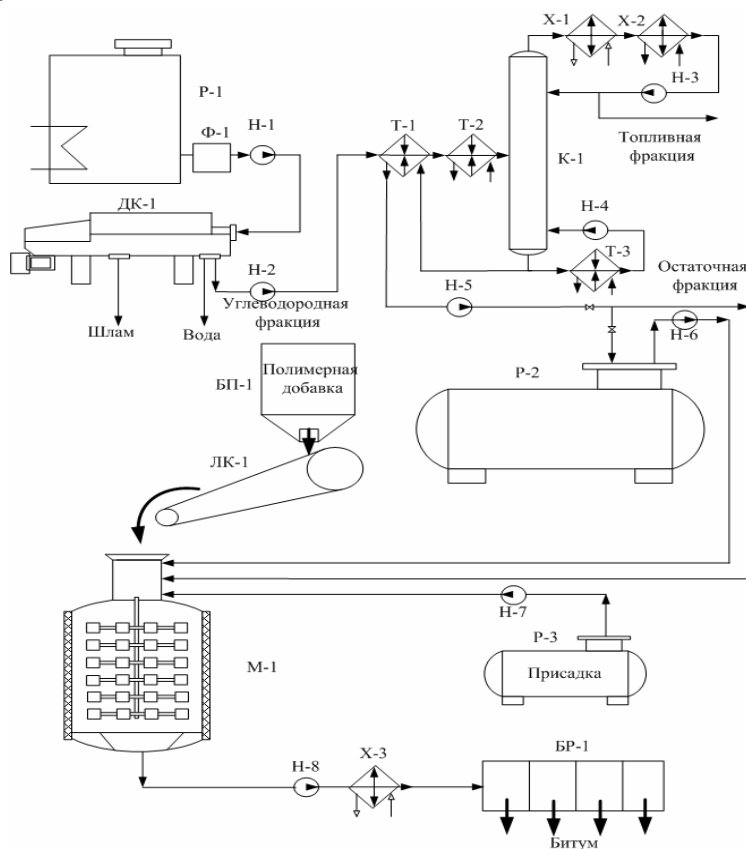 Х-1
Х-2
Р-1
Н-3
Ф-1
Н-1
Т-1
Т-2
К-1
Топливная
фракция
ДК-1
Н-4
Т-3
Н-2
Н-5
Остаточная
фракция
Углеводородная
фракция
Шлам
Вода
Н-6
БП-1
Полимерная
добавка
Р-2
ЛК-1
Н-7
Р-3
М-1
Присадка
Н-8
Х-3
БР-1
Битум